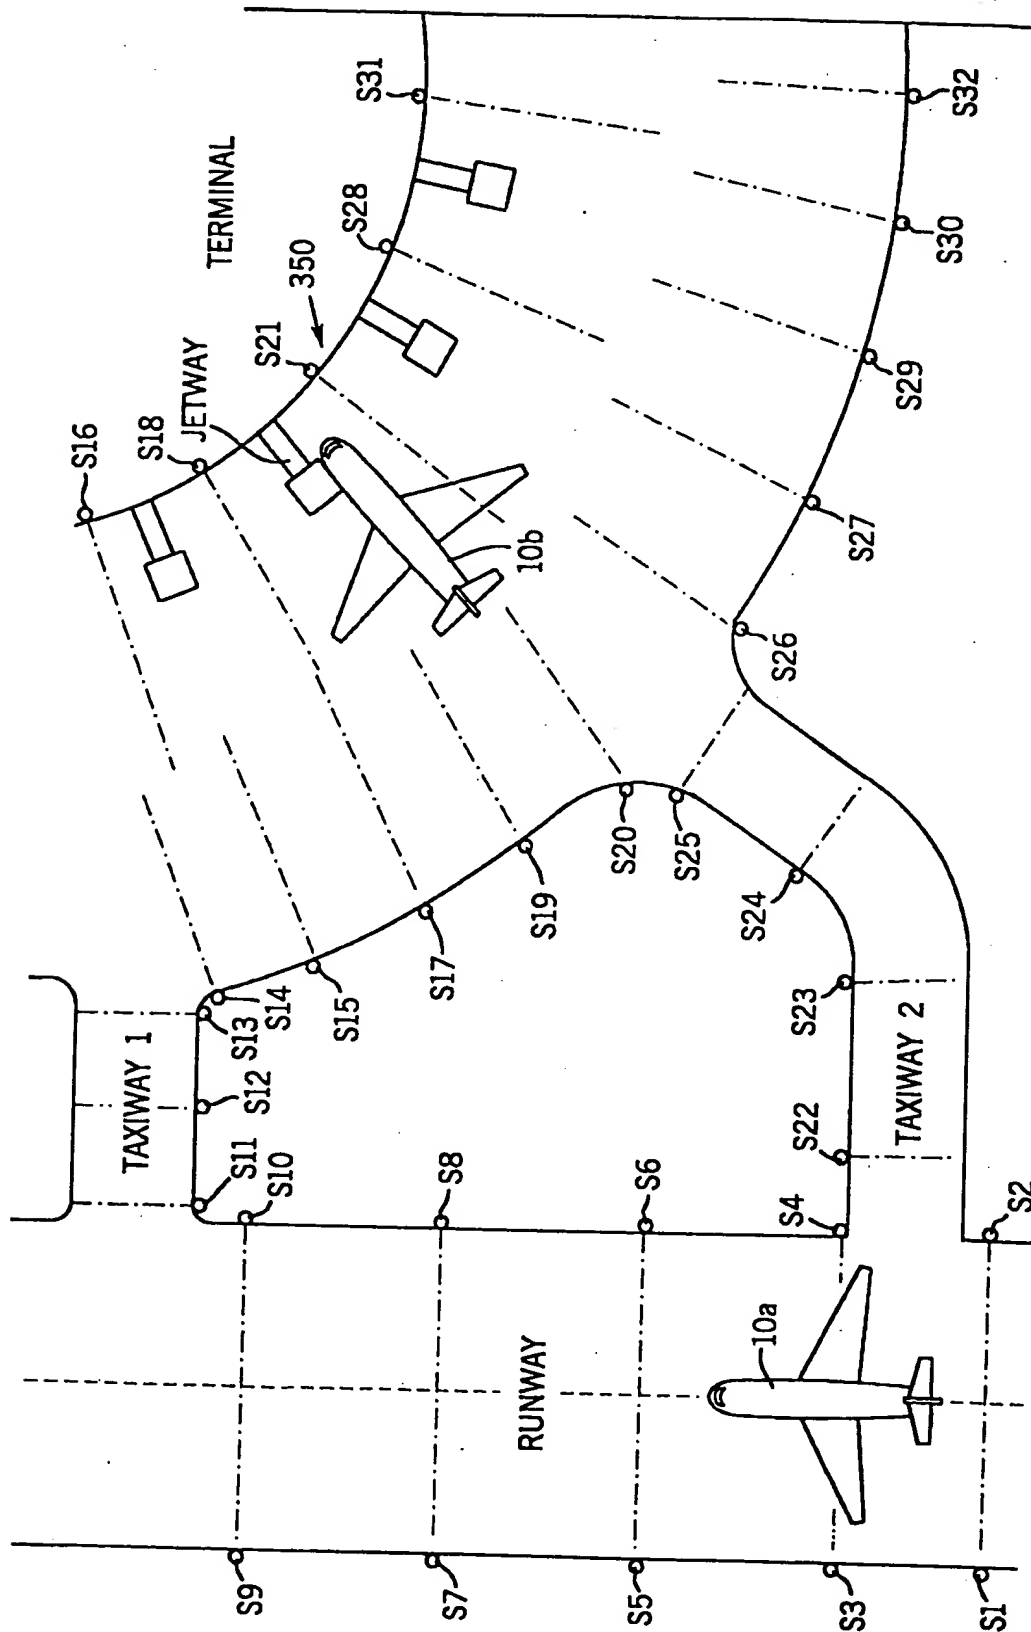 S16
S18
JETWAY
S21
350
TERMINAL
S28
S31
10b
S32
S30
S29
S27
S26
S20
S25
S24
S19
S17
S15
S14
S13
TAXIWAY 1
S12
S11
S10
S8
S6
S4
S22
S23
TAXIWAY 2
S2
RUNWAY
10a
S9
S7
S5
S3
S1